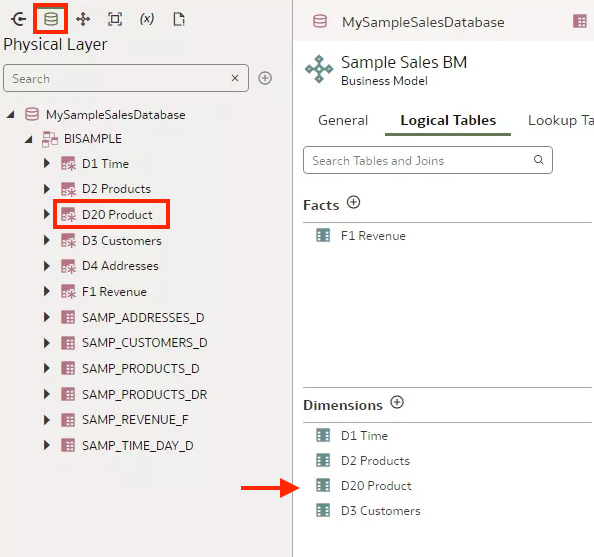 (x)
Physical Layer
Search
MySampleSalesDatabase
BISAMPLE
D1 Time
D2 Products
D20 Product
D3 Customers
D4 Addresses
F1 Revenue
SAMP_ADDRESSES_D
SAMP_CUSTOMERS_D
SAMP_PRODUCTS_D
SAMP_PRODUCTS_DR
SAMP_REVENUE_F
SAMP_TIME_DAY_D
MySampleSalesDatabase
Sample Sales BM
Business Model
General Logical Tables Lookup Ta
Search Tables and Joins
Facts
F1 Revenue
Dimensions
D1 Time
D2 Products
D20 Product
D3 Customers